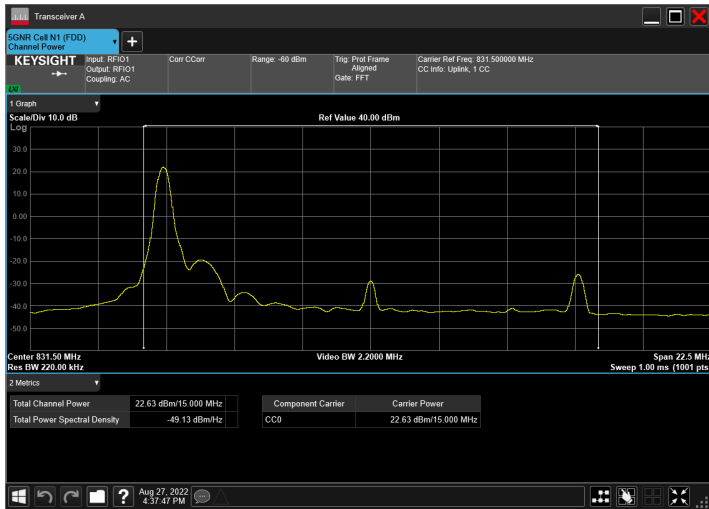 Transceiver A
5GNR Cell N1 (FDD)
Channel Power
KEYSIGHT
LXI
Input: RFIO1
Output: RFIO1
Coupling: AC
Corr CCorr
Range: -60 dBm
Trig: Prot Frame
Aligned
Gate: FFT
Carrier Ref Freq: 831.500000 MHz
CC Info: Uplink, 1 CC
1 Graph
Scale/Div 10.0 dB
Ref Value 40.00 dBm
Log
30.0
20.0
10.0
0.00
-10.0
-20.0
-30.0
-40.0
-50.0
Center 831.50 MHz
Video BW 2.2000 MHz
Span 22.5 MHz
Res BW 220.00 kHz
Sweep 1.00 ms (1001 pts
2 Metrics
Total Channel Power 22.63 dBm/15.000 MHz
Total Power Spectral Density -49.13 dBm/Hz
Component Carrier Carrier Power
CC0 22.63 dBm/15.000 MHz
?
Aug 27, 2022
4:37:47 PM